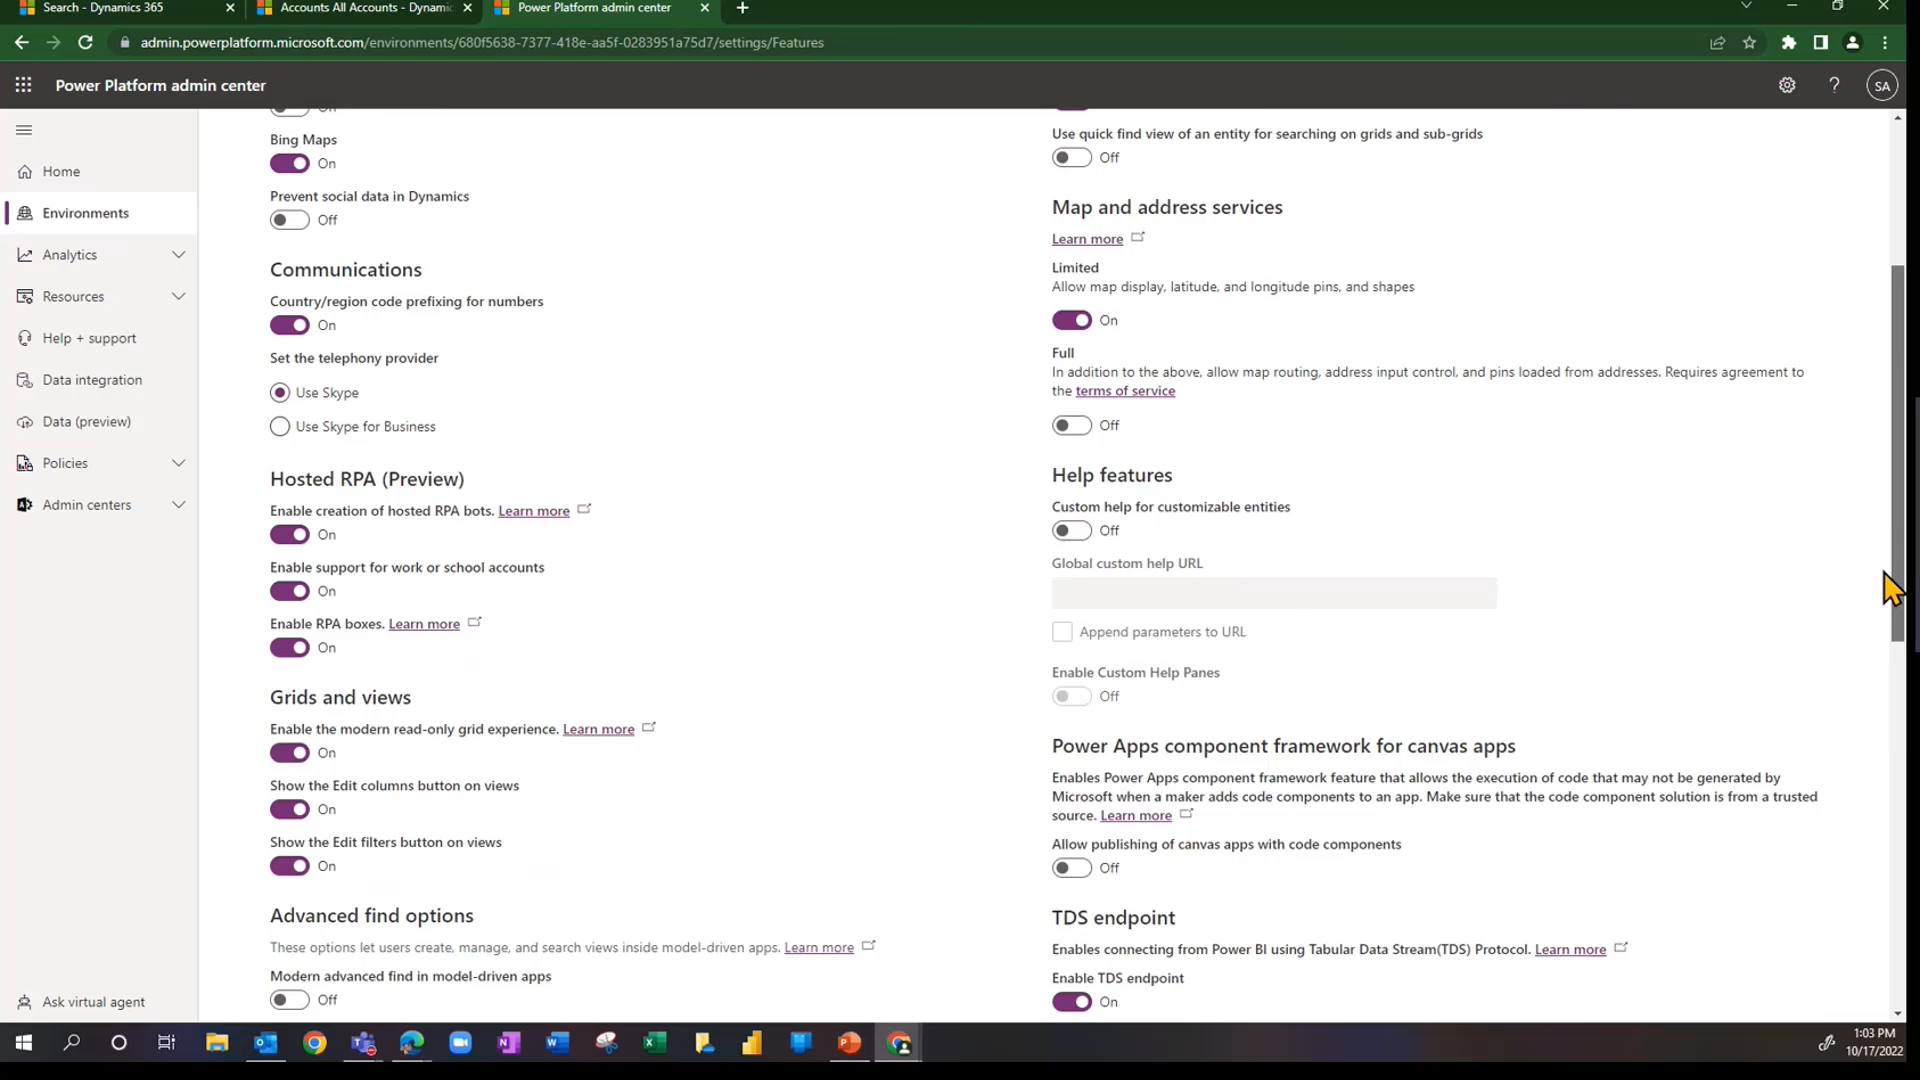 Search - Dynamics 365
Accounts All Accounts - Dynamic
Power Platform admin center
admin.powerplatform.microsoft.com/environments/680f5638-7377-418e-aa5f-0283951a75d7/settings/Features
Power Platform admin center
SA
Home
Environments
Analytics
Resources
Help + support
Data integration
Data (preview)
Policies
Admin centers
Ask virtual agent
Bing Maps
On
Prevent social data in Dynamics
Off
Communications
Country/region code prefixing for numbers
On
Set the telephony provider
Use Skype
Use Skype for Business
Hosted RPA (Preview)
Enable creation of hosted RPA bots. Learn more
On
Enable support for work or school accounts
On
Enable RPA boxes. Learn more
On
Grids and views
Enable the modern read-only grid experience. Learn more
On
Show the Edit columns button on views
On
Show the Edit filters button on views
On
Advanced find options
These options let users create, manage, and search views inside model-driven apps. Learn more
Modern advanced find in model-driven apps
Off
Use quick find view of an entity for searching on grids and sub-grids
Off
Map and address services
Learn more
Limited
Allow map display, latitude, and longitude pins, and shapes
On
Full
In addition to the above, allow map routing, address input control, and pins loaded from addresses. Requires agreement to
the terms of service
Off
Help features
Custom help for customizable entities
Off
Global custom help URL
Append parameters to URL
Enable Custom Help Panes
Off
Power Apps component framework for canvas apps
Enables Power Apps component framework feature that allows the execution of code that may not be generated by
Microsoft when a maker adds code components to an app. Make sure that the code component solution is from a trusted
source. Learn more
Allow publishing of canvas apps with code components
Off
TDS endpoint
Enables connecting from Power BI using Tabular Data Stream(TDS) Protocol. Learn more
Enable TDS endpoint
On
1:03 PM
10/17/2022